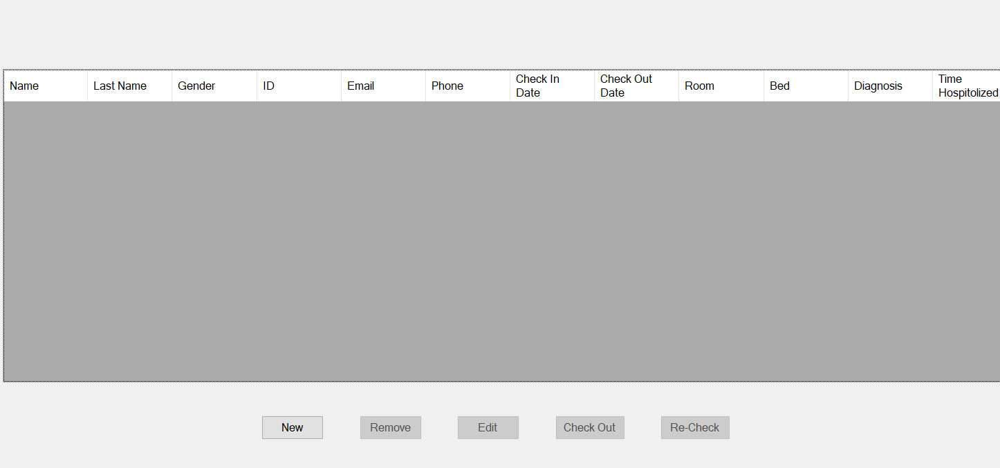 Name
Last Name
Gender
ID
Email
Phone
Check In
Date
Check Out
Date
Room
Bed
Diagnosis
Time
Hospitolized
New
Remove
Edit
Check Out
Re-Check